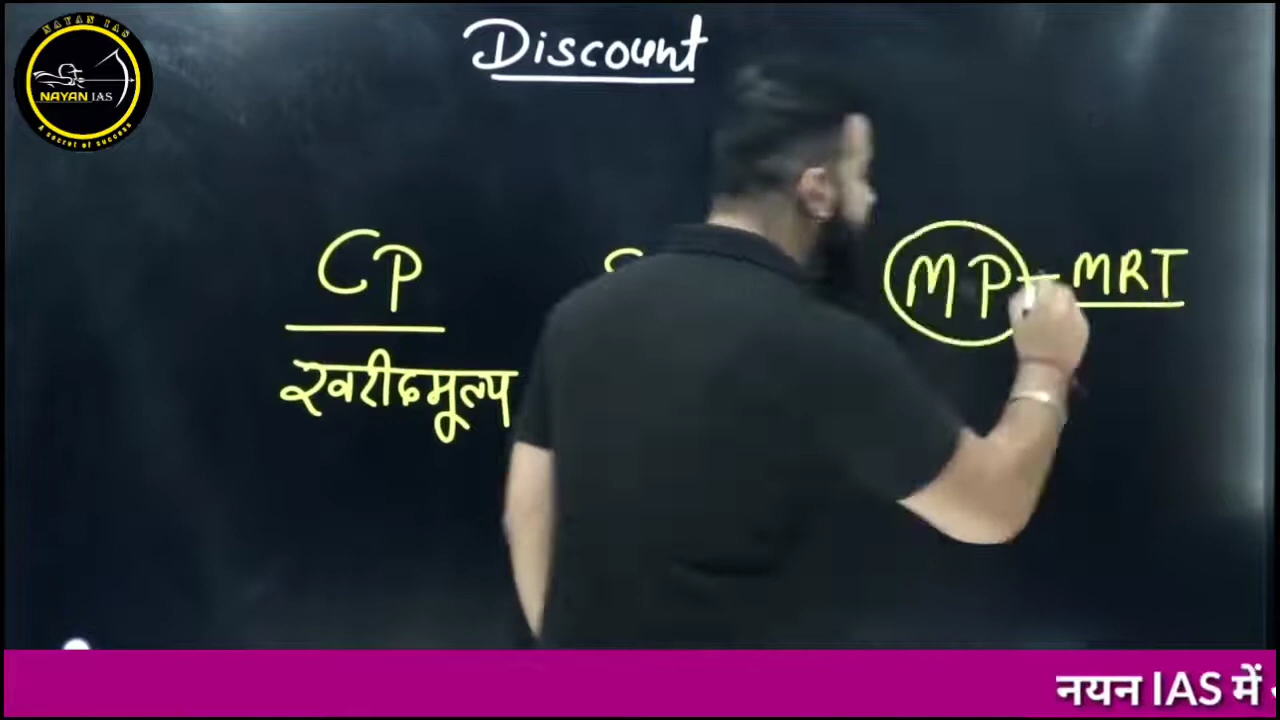 NAYAN IAS
NAYAN IAS
A secret of success
Discount
CP
MP
MRT
खरीदमूल्य
नयन IAS में